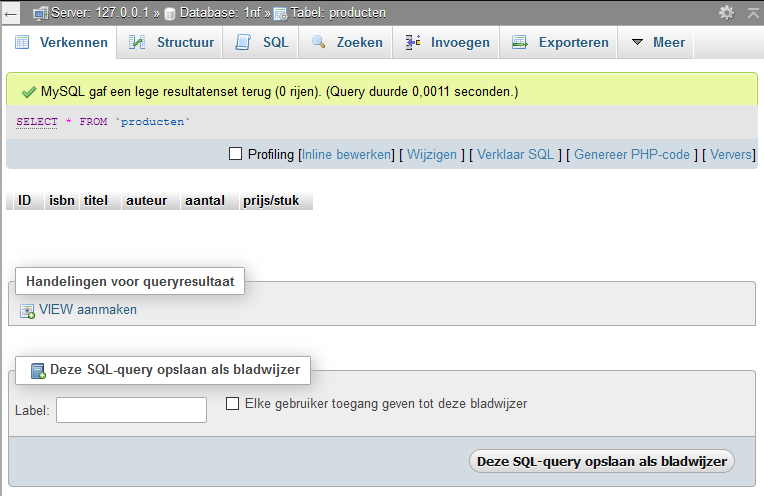 Server: 127.0.0.1 » Database: 1nf » Tabel: producten
Verkennen Structuur SQL Zoeken Invoegen Exporteren Meer
MySQL gaf een lege resultatenset terug (0 rijen). (Query duurde 0,0011 seconden.)
SELECT * FROM `producten`
Profiling [Inline bewerken] [ Wijzigen ] [ Verklaar SQL ] [ Genereer PHP-code ] [ Ververs]
ID isbn titel auteur aantal prijs/stuk
Handelingen voor queryresultaat
VIEW aanmaken
Deze SQL-query opslaan als bladwijzer
Label: Elke gebruiker toegang geven tot deze bladwijzer
Deze SQL-query opslaan als bladwijzer